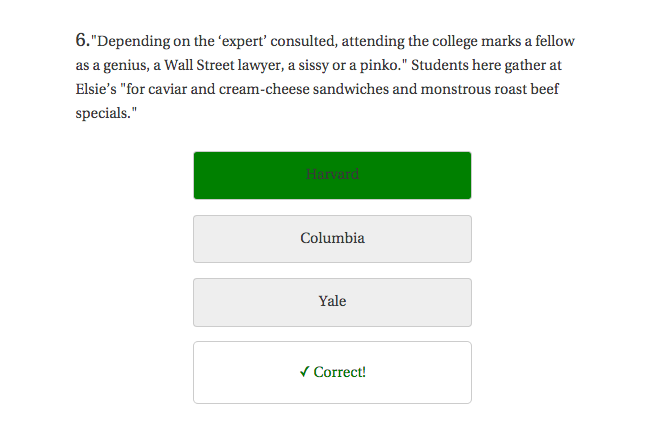 6."Depending on the ‘expert’ consulted, attending the college marks a fellow
as a genius, a Wall Street lawyer, a sissy or a pinko." Students here gather at
Elsie’s "for caviar and cream-cheese sandwiches and monstrous roast beef
specials."
Harvard
Columbia
Yale
✓ Correct!